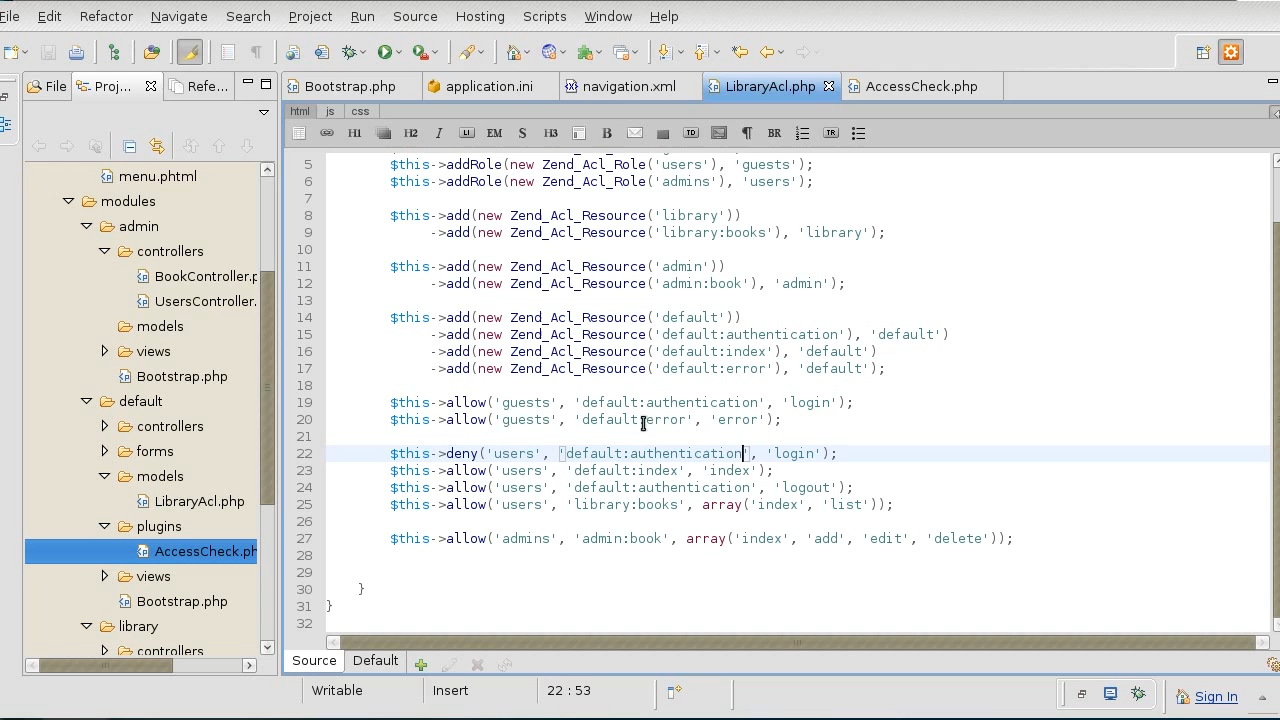 File Edit Refactor Navigate Search Project Run Source Hosting Scripts Window Help
File Proj... Refe...
Bootstrap.php application.ini navigation.xml LibraryAcl.php AccessCheck.php
html js css
H1 H2 I LI EM S H3 B TD ¶ BR TR
menu.phtml
modules
admin
controllers
BookController.p
UsersController.
models
views
Bootstrap.php
default
controllers
forms
models
LibraryAcl.php
plugins
AccessCheck.ph
views
Bootstrap.php
library
controllers
5 $this->addRole(new Zend_Acl_Role('users'), 'guests');
6 $this->addRole(new Zend_Acl_Role('admins'), 'users');
7
8 $this->add(new Zend_Acl_Resource('library'))
9 ->add(new Zend_Acl_Resource('library:books'), 'library');
10
11 $this->add(new Zend_Acl_Resource('admin'))
12 ->add(new Zend_Acl_Resource('admin:book'), 'admin');
13
14 $this->add(new Zend_Acl_Resource('default'))
15 ->add(new Zend_Acl_Resource('default:authentication'), 'default')
16 ->add(new Zend_Acl_Resource('default:index'), 'default')
17 ->add(new Zend_Acl_Resource('default:error'), 'default');
18
19 $this->allow('guests', 'default:authentication', 'login');
20 $this->allow('guests', 'default:error', 'error');
21
22 $this->deny('users', 'default:authentication', 'login');
23 $this->allow('users', 'default:index', 'index');
24 $this->allow('users', 'default:authentication', 'logout');
25 $this->allow('users', 'library:books', array('index', 'list'));
26
27 $this->allow('admins', 'admin:book', array('index', 'add', 'edit', 'delete'));
28
29
30 }
31 }
32
Source Default
Writable Insert 22 : 53 Sign In